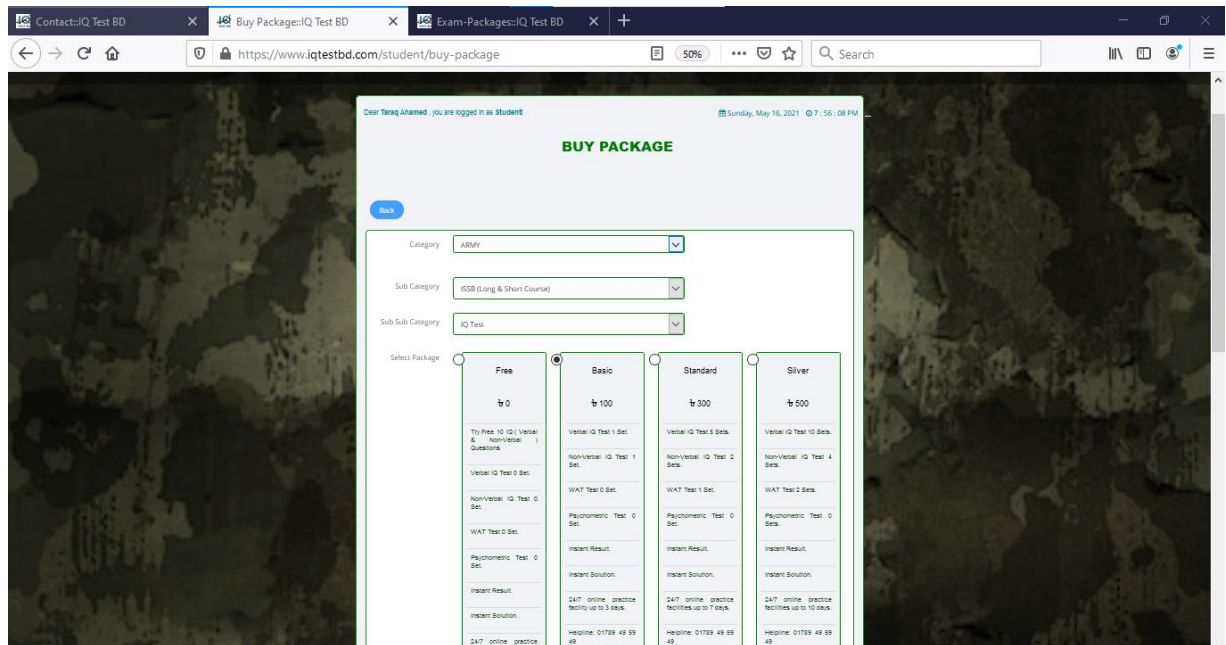 Contact::IQ Test BD
Buy Package::IQ Test BD
Exam-Packages::IQ Test BD
https://www.iqtestbd.com/student/buy-package
50%
Search
Dear Taraq Ahamed , you are logged in as Student!
Sunday, May 16, 2021 7 : 56 : 08 PM
BUY PACKAGE
Back
Category
ARMY
Sub Category
ISSB (Long & Short Course)
Sub Sub Category
IQ Test
Select Package
Free
৳ 0
Try Free 10 IQ ( Verbal
& Non-Verbal )
Questions
Verbal IQ Test 0 Set.
Non-Verbal IQ Test 0
Set.
WAT Test 0 Set.
Psychometric Test 0
Set.
Instant Result.
Instant Solution.
24/7 online practice
Basic
৳ 100
Verbal IQ Test 1 Set.
Non-Verbal IQ Test 1
Set.
WAT Test 0 Set.
Psychometric Test 0
Set.
Instant Result.
Instant Solution.
24/7 online practice
facility up to 3 days.
Helpline: 01789 49 59
49
Standard
৳ 300
Verbal IQ Test 5 Sets.
Non-Verbal IQ Test 2
Sets.
WAT Test 1 Set.
Psychometric Test 0
Set.
Instant Result.
Instant Solution.
24/7 online practice
facilities up to 7 days.
Helpline: 01789 49 59
49
Silver
৳ 500
Verbal IQ Test 10 Sets.
Non-Verbal IQ Test 4
Sets.
WAT Test 2 Sets.
Psychometric Test 0
Sets.
Instant Result.
Instant Solution.
24/7 online practice
facilities up to 10 days.
Helpline: 01789 49 59
49